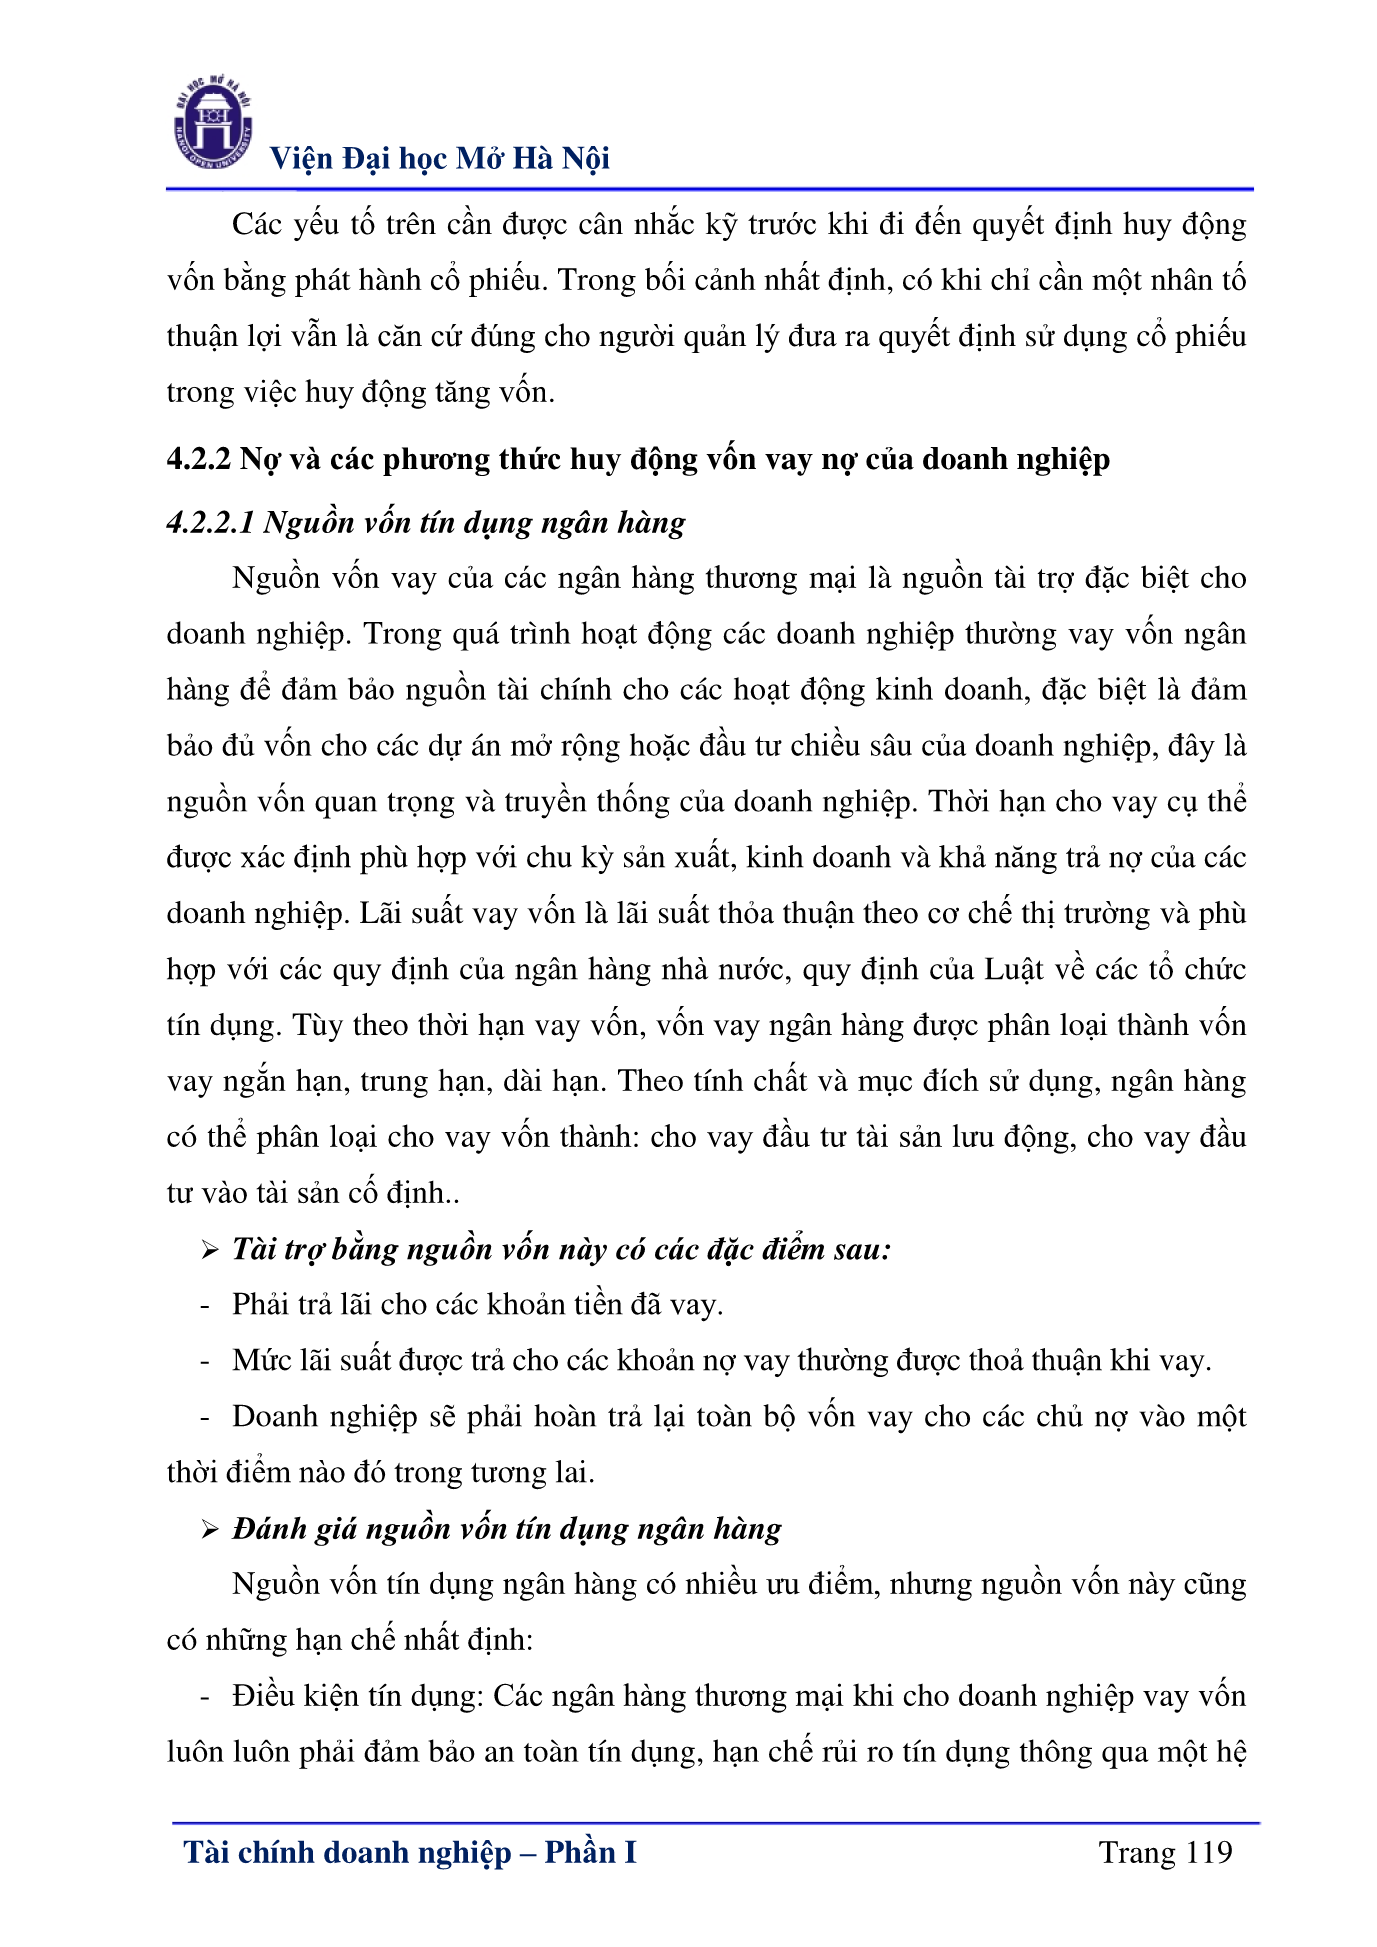 ĐẠI HỌC MỞ HÀ NỘI
HANOI OPEN UNIVERSITY
Viện Đại học Mở Hà Nội
Các yếu tố trên cần được cân nhắc kỹ trước khi đi đến quyết định huy động
vốn bằng phát hành cổ phiếu. Trong bối cảnh nhất định, có khi chỉ cần một nhân tố
thuận lợi vẫn là căn cứ đúng cho người quản lý đưa ra quyết định sử dụng cổ phiếu
trong việc huy động tăng vốn.
4.2.2 Nợ và các phương thức huy động vốn vay nợ của doanh nghiệp
4.2.2.1 Nguồn vốn tín dụng ngân hàng
Nguồn vốn vay của các ngân hàng thương mại là nguồn tài trợ đặc biệt cho
doanh nghiệp. Trong quá trình hoạt động các doanh nghiệp thường vay vốn ngân
hàng để đảm bảo nguồn tài chính cho các hoạt động kinh doanh, đặc biệt là đảm
bảo đủ vốn cho các dự án mở rộng hoặc đầu tư chiều sâu của doanh nghiệp, đây là
nguồn vốn quan trọng và truyền thống của doanh nghiệp. Thời hạn cho vay cụ thể
được xác định phù hợp với chu kỳ sản xuất, kinh doanh và khả năng trả nợ của các
doanh nghiệp. Lãi suất vay vốn là lãi suất thỏa thuận theo cơ chế thị trường và phù
hợp với các quy định của ngân hàng nhà nước, quy định của Luật về các tổ chức
tín dụng. Tùy theo thời hạn vay vốn, vốn vay ngân hàng được phân loại thành vốn
vay ngắn hạn, trung hạn, dài hạn. Theo tính chất và mục đích sử dụng, ngân hàng
có thể phân loại cho vay vốn thành: cho vay đầu tư tài sản lưu động, cho vay đầu
tư vào tài sản cố định..
➢ Tài trợ bằng nguồn vốn này có các đặc điểm sau:
- Phải trả lãi cho các khoản tiền đã vay.
- Mức lãi suất được trả cho các khoản nợ vay thường được thoả thuận khi vay.
- Doanh nghiệp sẽ phải hoàn trả lại toàn bộ vốn vay cho các chủ nợ vào một
thời điểm nào đó trong tương lai.
➢ Đánh giá nguồn vốn tín dụng ngân hàng
Nguồn vốn tín dụng ngân hàng có nhiều ưu điểm, nhưng nguồn vốn này cũng
có những hạn chế nhất định:
- Điều kiện tín dụng: Các ngân hàng thương mại khi cho doanh nghiệp vay vốn
luôn luôn phải đảm bảo an toàn tín dụng, hạn chế rủi ro tín dụng thông qua một hệ
Tài chính doanh nghiệp – Phần I
Trang 119